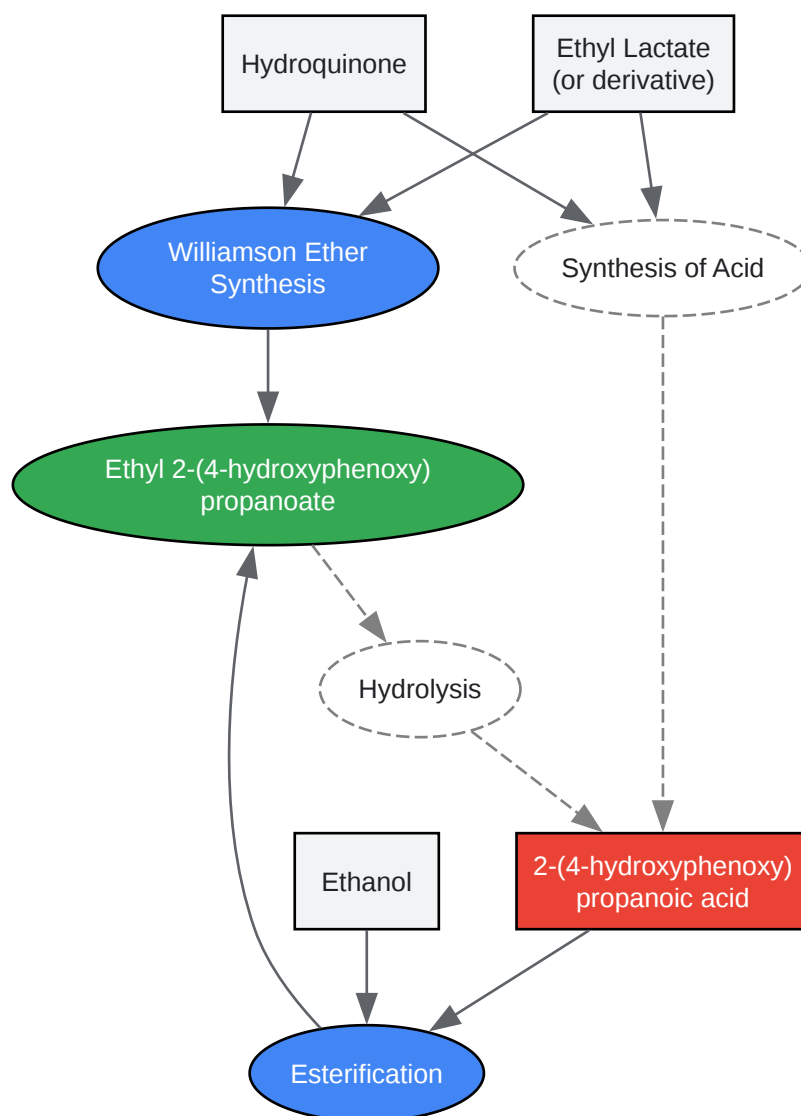 Hydroquinone
Ethyl Lactate
(or derivative)
Williamson Ether
Synthesis
Synthesis of Acid
Ethyl 2-(4-hydroxyphenoxy)
propanoate
Hydrolysis
Ethanol
2-(4-hydroxyphenoxy)
propanoic acid
Esterification